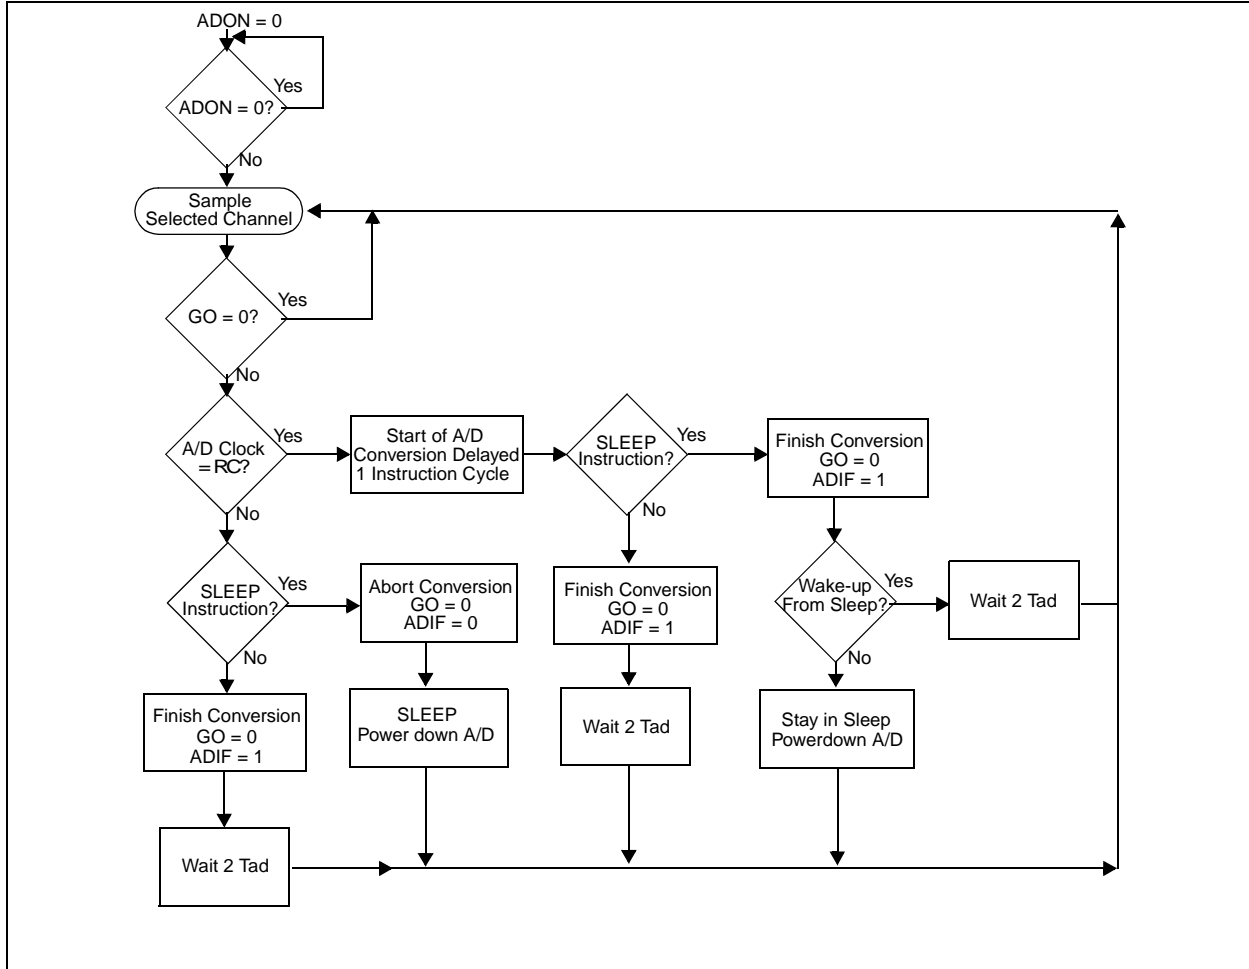 ADON = 0
Yes
ADON = 0?
No
Sample
Selected Channel
Yes
GO = 0?
No
Yes
A/D Clock
= RC?
No
Start of A/D
Conversion Delayed
1 Instruction Cycle
Yes
SLEEP
Instruction?
No
Finish Conversion
GO = 0
ADIF = 1
Yes
SLEEP
Instruction?
No
Abort Conversion
GO = 0
ADIF = 0
Finish Conversion
GO = 0
ADIF = 1
Wake-up
From Sleep?
Yes
No
Wait 2 Tad
Finish Conversion
GO = 0
ADIF = 1
SLEEP
Power down A/D
Wait 2 Tad
Stay in Sleep
Powerdown A/D
Wait 2 Tad